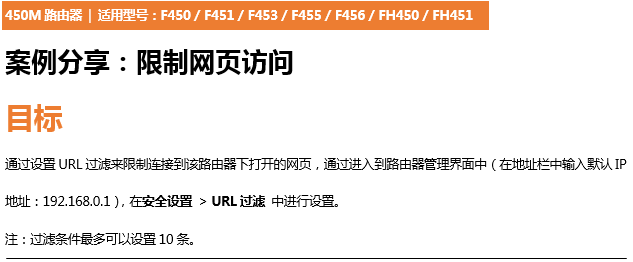 450M 路由器 | 适用型号：F450 / F451 / F453 / F455 / F456 / FH450 / FH451
案例分享：限制网页访问
目标
通过设置 URL 过滤来限制连接到该路由器下打开的网页，通过进入到路由器管理界面中（在地址栏中输入默认 IP
地址：192.168.0.1），在安全设置 > URL 过滤 中进行设置。
注：过滤条件最多可以设置 10 条。